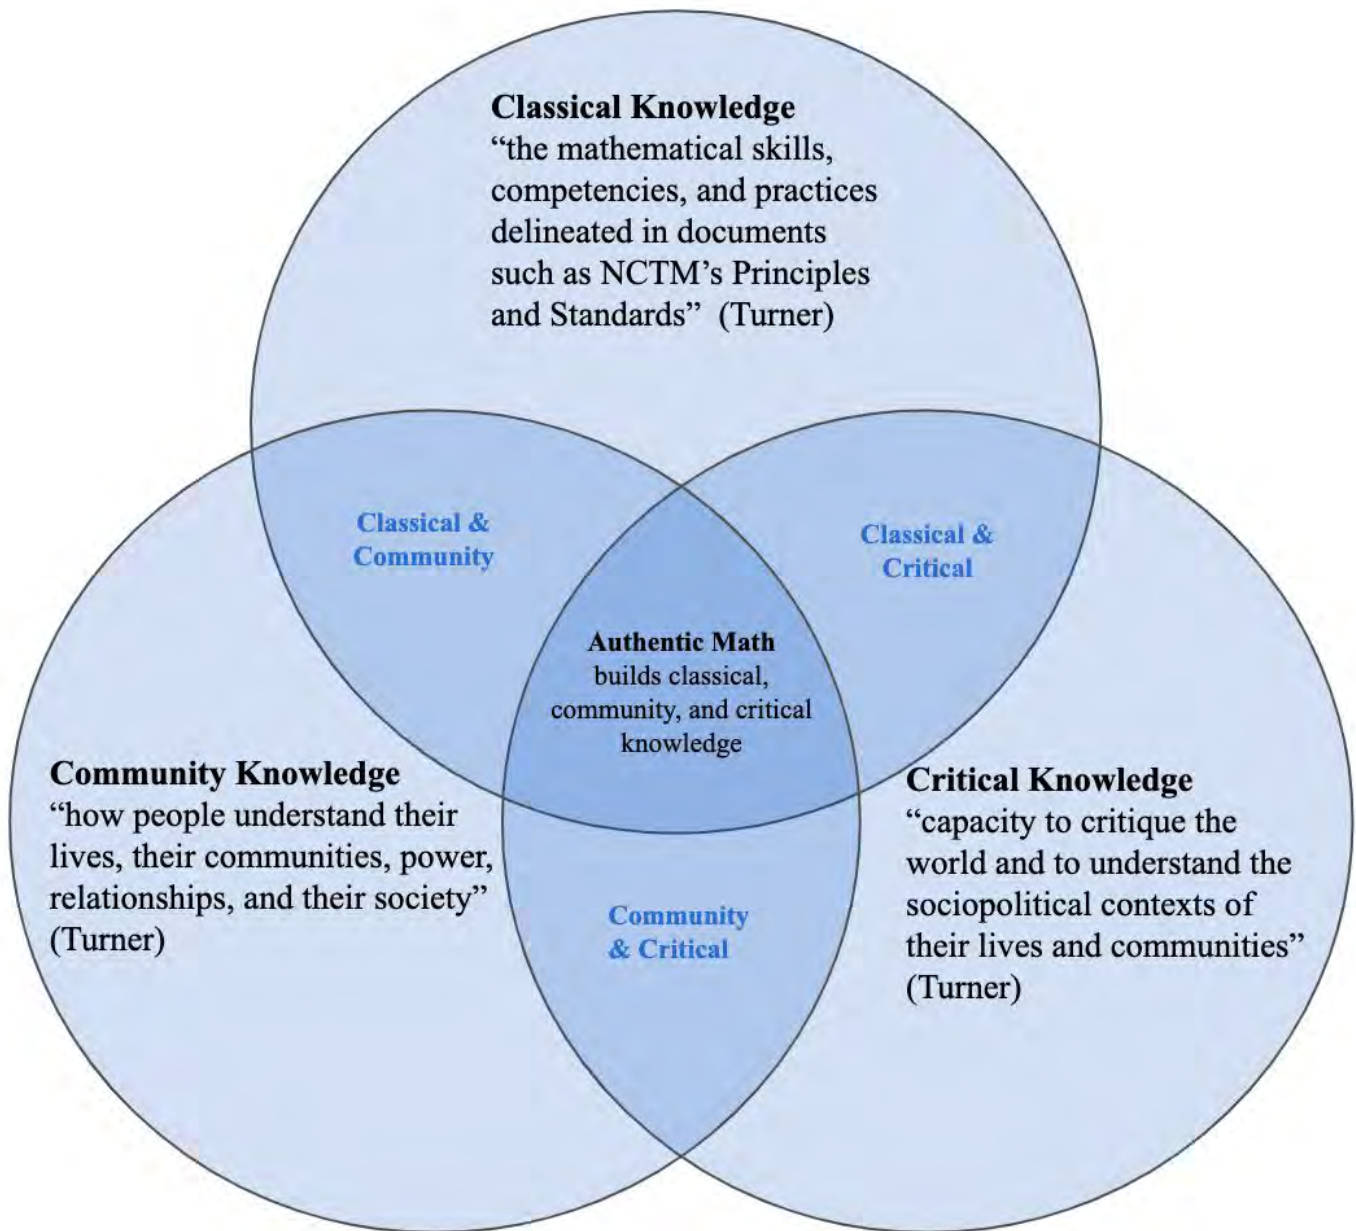 Classical Knowledge
“the mathematical skills,
competencies, and practices
delineated in documents
such as NCTM’s Principles
and Standards”  (Turner)
Classical &
Community
Classical &
Critical
Authentic Math
builds classical,
community, and critical
knowledge
Community Knowledge
“how people understand their
lives, their communities, power,
relationships, and their society”
(Turner)
Critical Knowledge
“capacity to critique the
world and to understand the
sociopolitical contexts of
their lives and communities”
(Turner)
Community
& Critical